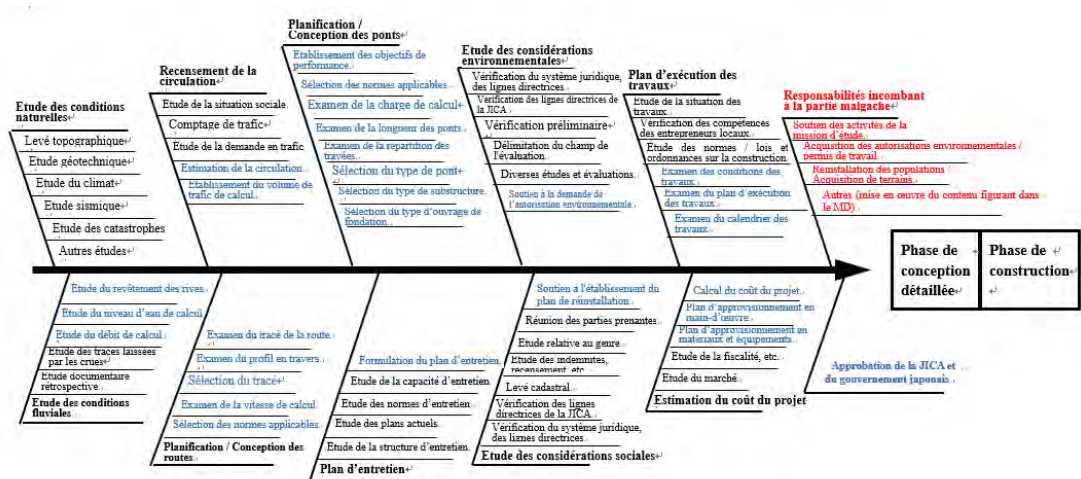 Etude des conditions
naturelles
Levé topographique
Etude géotechnique
Etude du climat
Etude sismique
Etude des catastrophes
Autres études
Recensement de la
circulation
Etude de la situation sociale
Comptage de trafic
Etude de la demande en trafic
Estimation de la circulation
Etablissement du volume de
trafic de calcul
Planification /
Conception des ponts
Etablissement des objectifs de
performance
Sélection des normes applicables
Examen de la charge de calcul
Examen de la longueur des ponts
Examen de la repartition des
travées
Sélection du type de pont
Sélection du type de substructure
Sélection du type d'ouvrage de
fondation
Etude des considérations
environnementales
Vérification du système juridique,
des lignes directrices
Vérification des lignes directrices de
la JICA
Vérification préliminaire
Délimitation du champ de
l'évaluation
Diverses études et évaluations
Soutien à la demande de
l'autorisation environnementale
Plan d'exécution des
travaux
Etude de la situation des
travaux
Vérification des compétences
des entrepreneurs locaux
Etude des normes / lois et
ordonnances sur la construction
Examen des conditions des
travaux
Examen du plan d'exécution
des travaux
Examen du calendrier des
travaux
Responsabilités incombant
à la partie malgache
Soutien des activités de la
mission d'étude
Acquisition des autorisations environnementales /
permis de travail
Réinstallation des populations /
Acquisition de terrains
Autres (mise en œuvre du contenu figurant dans
le MD)
Phase de
conception
détaillée
Phase de
construction
Etude du revêtement des rives
Etude du niveau d'eau de calcul
Etude du débit de calcul
Etude des traces laissées
par les crues
Etude documentaire
rétrospective
Etude des conditions
fluviales
Examen du tracé de la route
Examen du profil en travers
Sélection du tracé
Examen de la vitesse de calcul
Sélection des normes applicables
Planification / Conception des
routes
Formulation du plan d'entretien
Etude de la capacité d'entretien
Etude des normes d'entretien
Etude des plans actuels
Etude de la structure d'entretien
Plan d'entretien
Soutien à l'établissement du
plan de réinstallation
Réunion des parties prenantes
Etude relative au genre
Etude des indemnites,
recensement, etc
Levé cadastral
Vérification des lignes
directrices de la JICA
Vérification du système juridique,
des lignes directrices
Etude des considérations sociales
Calcul du coût du projet
Plan d'approvisionnement en
main-d'œuvre
Plan d'approvisionnement en
materiaux et équipements
Etude de la fiscalité, etc.
Etude du marché
Estimation du coût du projet
Approbation de la JICA et
du gouvernement japonais